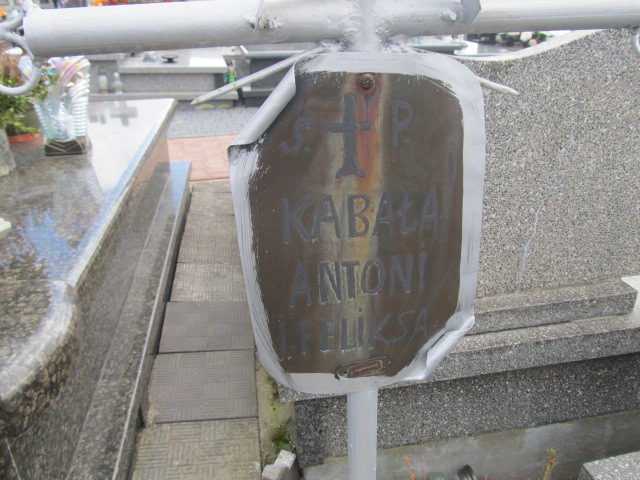 Ś. P.
KABAŁA
ANTONI
I FELIKSA